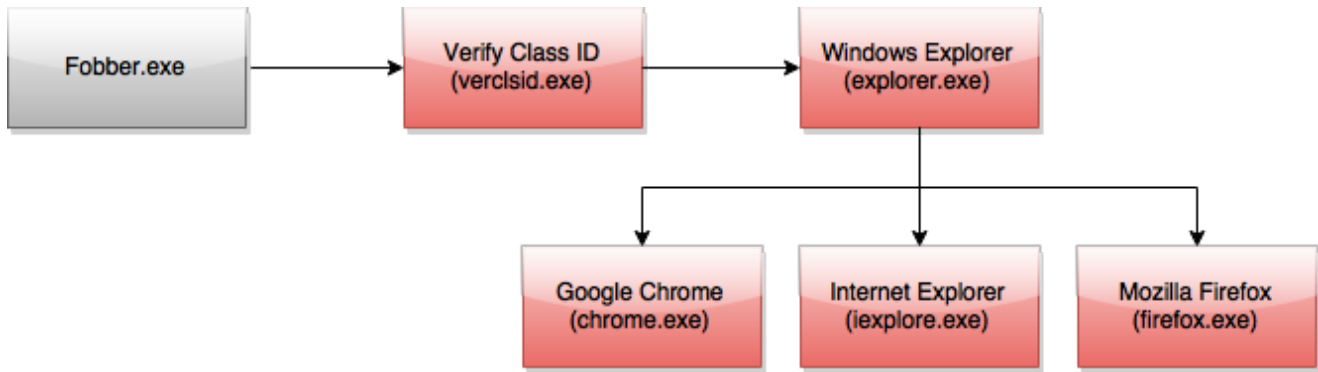 Fobber.exe
Verify Class ID
(verclsid.exe)
Windows Explorer
(explorer.exe)
Google Chrome
(chrome.exe)
Internet Explorer
(iexplore.exe)
Mozilla Firefox
(firefox.exe)